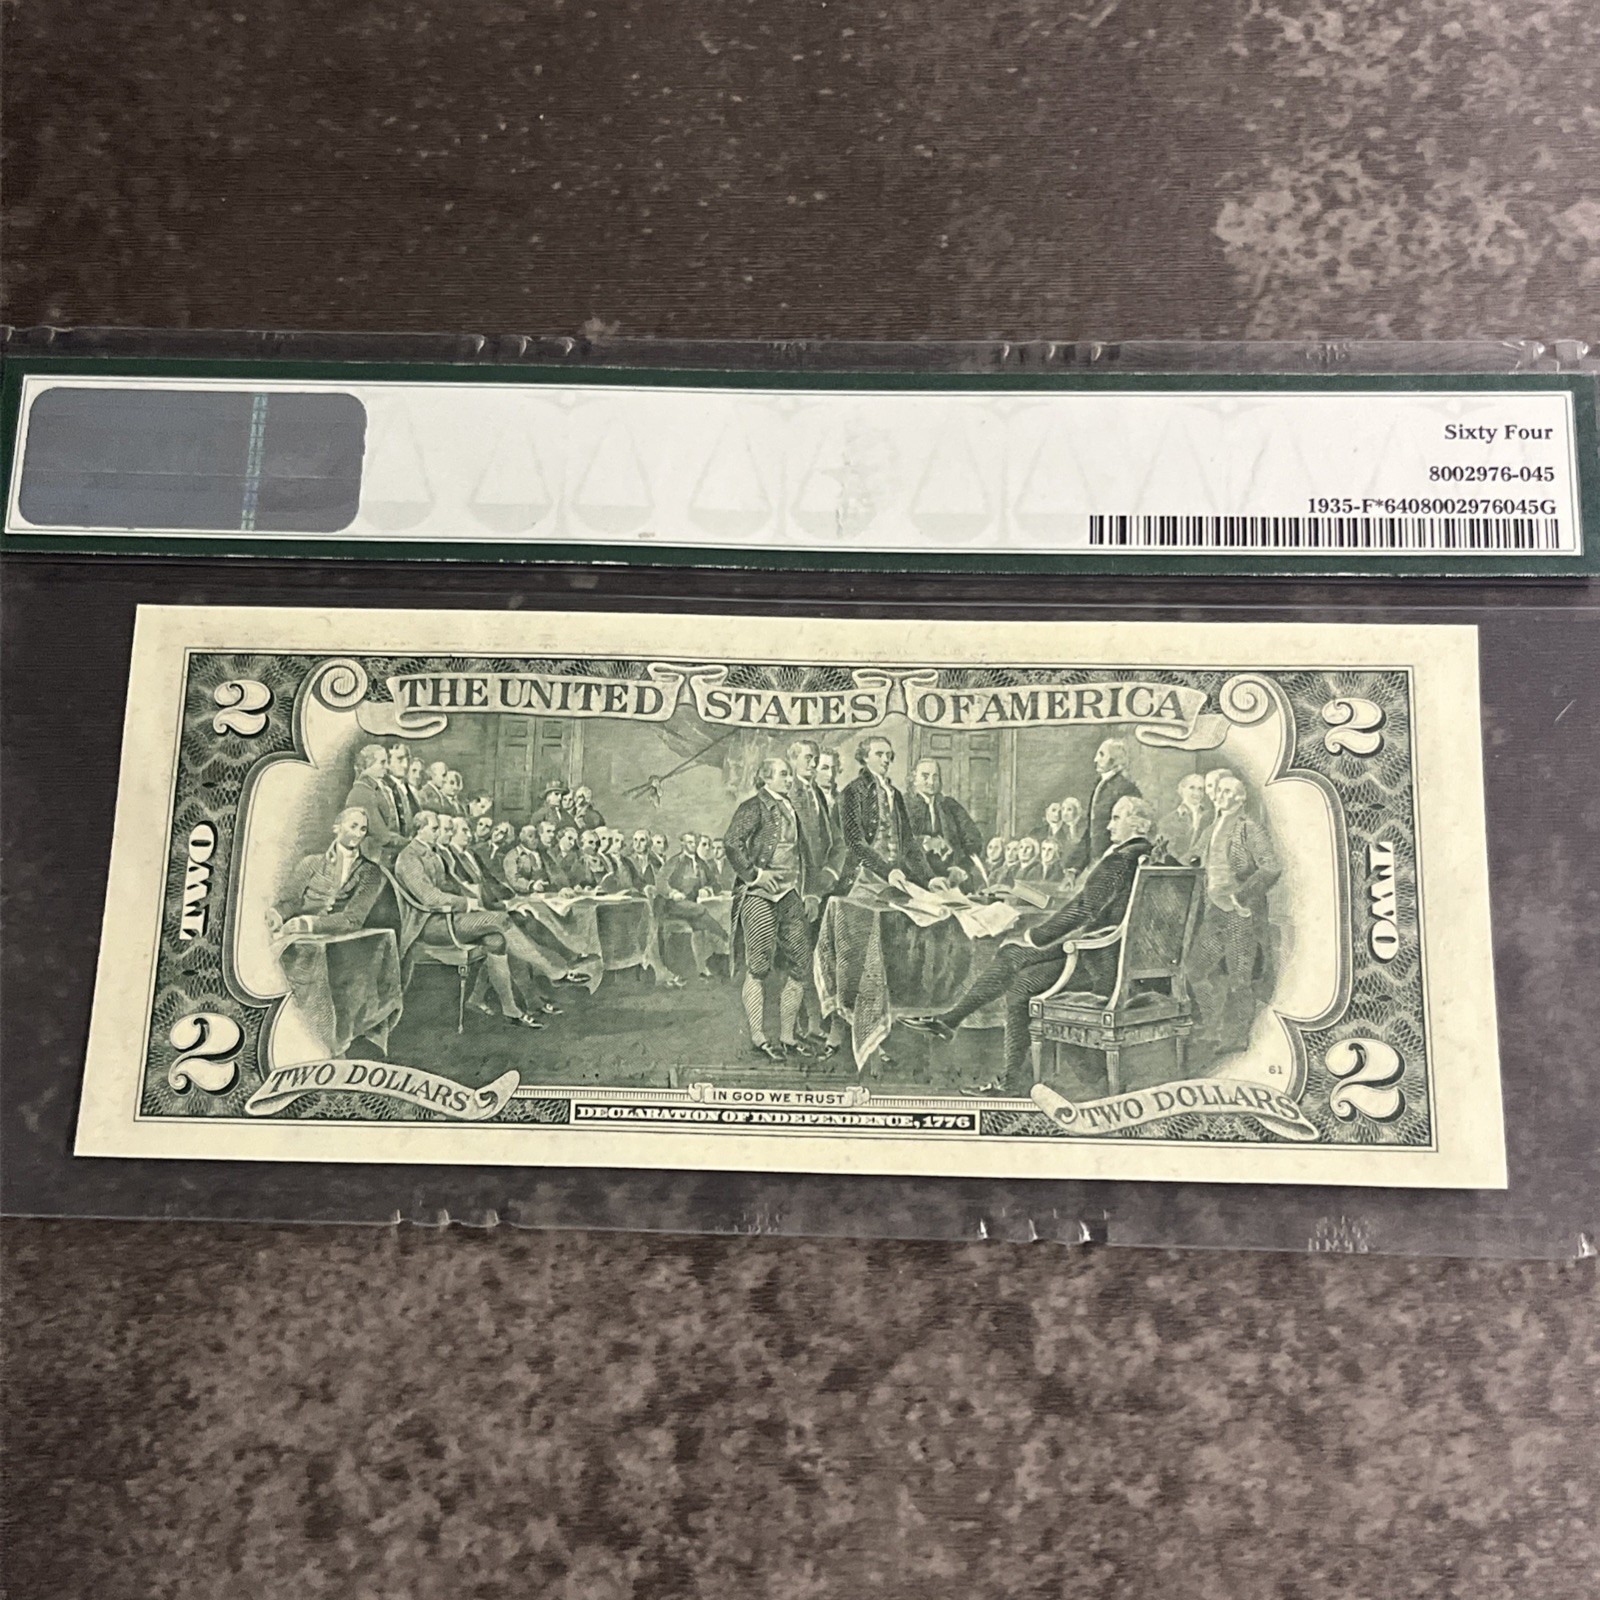 Sixty Four
8002976-045
1935-F*6408002976045G
2 THE UNITED STATES OF AMERICA 2
TWO
TWO
61
2 TWO DOLLARS IN GOD WE TRUST TWO DOLLARS 2
DECLARATION OF INDEPENDENCE, 1776